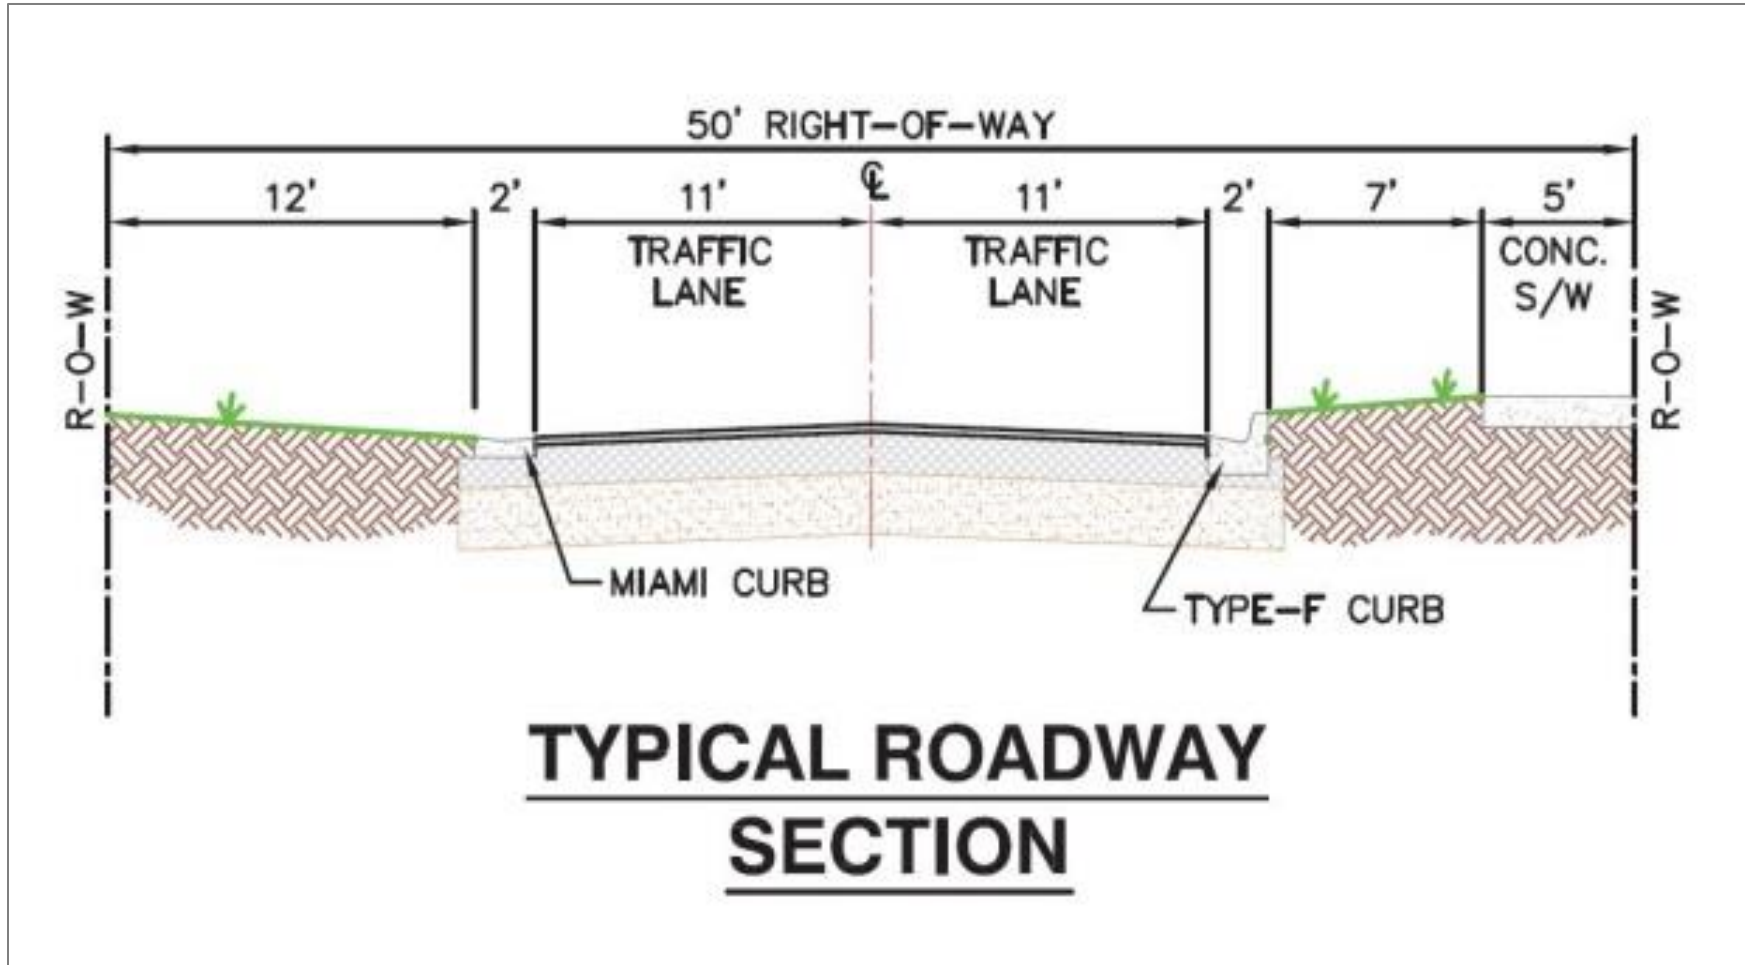 50' RIGHT-OF-WAY
℄
12' 2' 11' 11' 2' 7' 5'
TRAFFIC
LANE
TRAFFIC
LANE
CONC.
S/W
R-O-W
R-O-W
MIAMI CURB
TYPE-F CURB
TYPICAL ROADWAY
SECTION